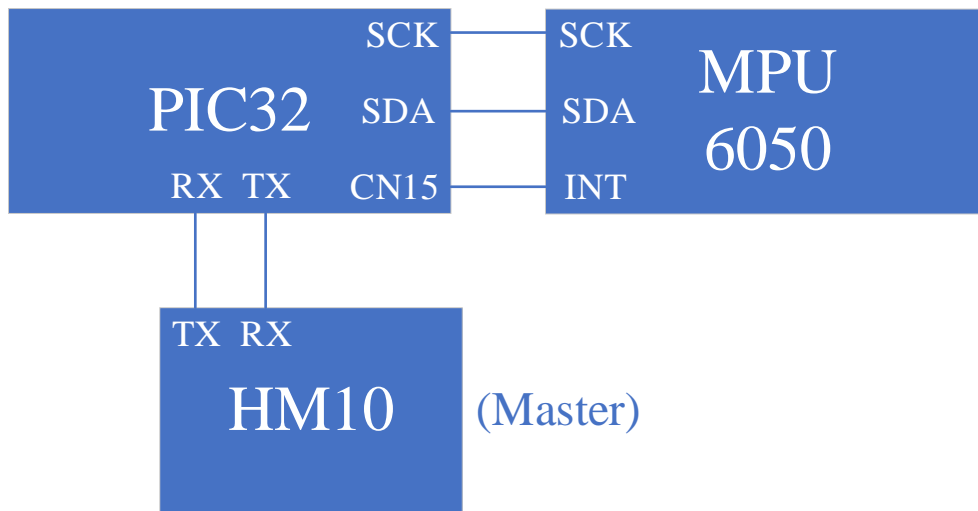 SCK SCK
MPU
PIC32 SDA SDA
6050
RX TX CN15 INT
TX RX
HM10 (Master)